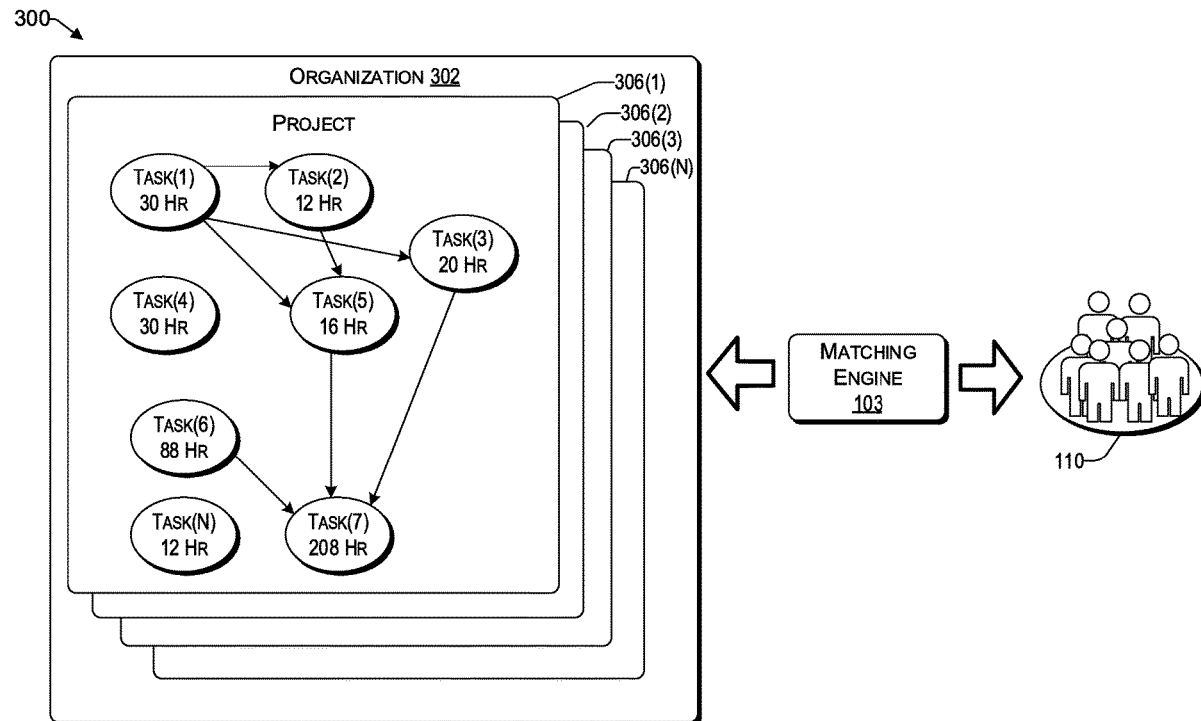 300
ORGANIZATION 302
306(1)
306(2)
306(3)
306(N)
PROJECT
TASK(1)
30 HR
TASK(2)
12 HR
TASK(3)
20 HR
TASK(4)
30 HR
TASK(5)
16 HR
TASK(6)
88 HR
TASK(N)
12 HR
TASK(7)
208 HR
MATCHING
ENGINE
103
110